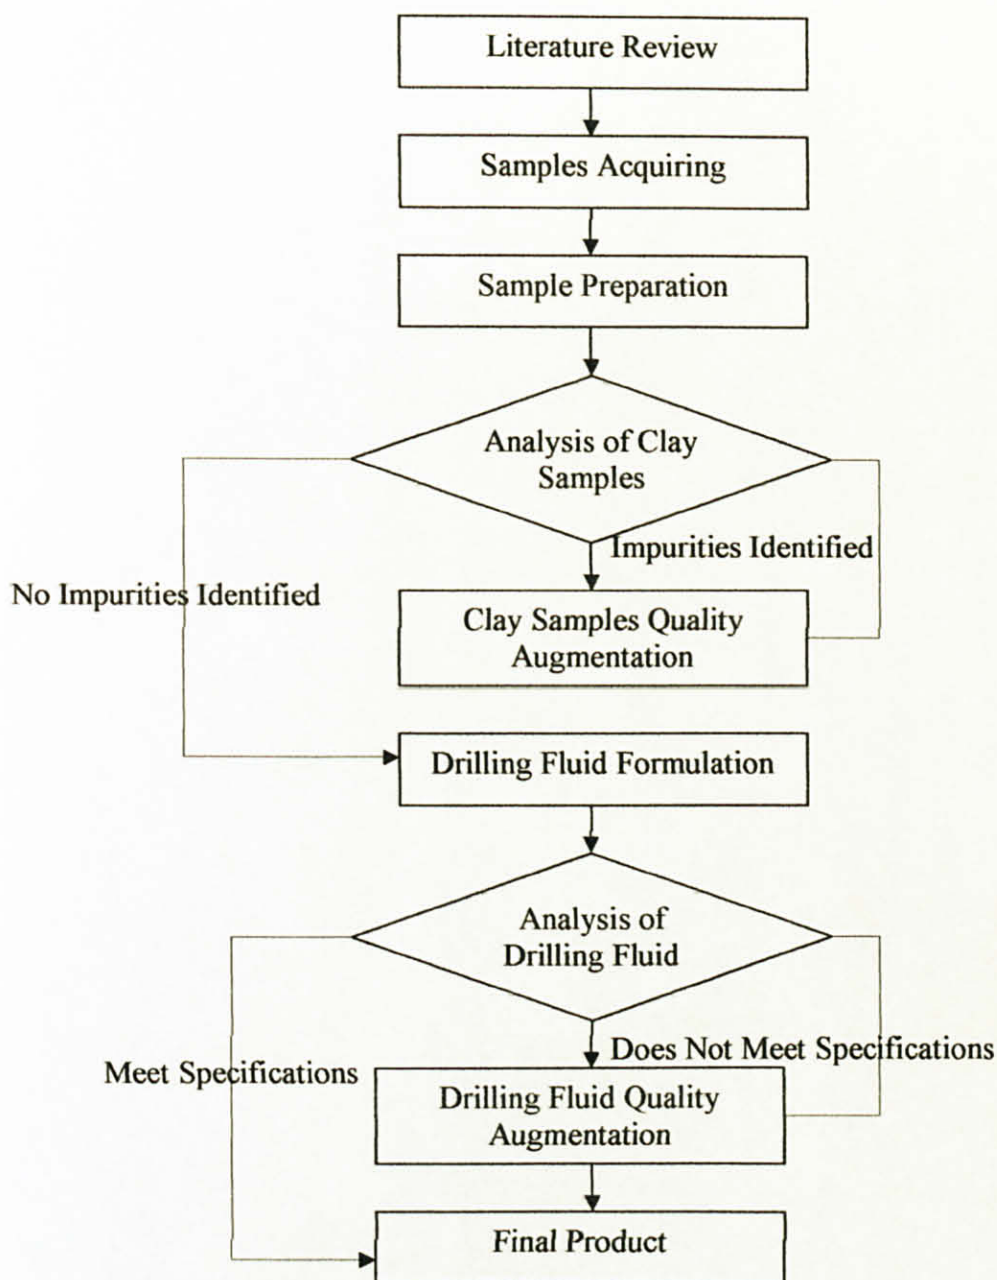 Literature Review
Samples Acquiring
Sample Preparation
Analysis of Clay
Samples
Impurities Identified
No Impurities Identified
Clay Samples Quality
Augmentation
Drilling Fluid Formulation
Analysis of
Drilling Fluid
Does Not Meet Specifications
Meet Specifications
Drilling Fluid Quality
Augmentation
Final Product